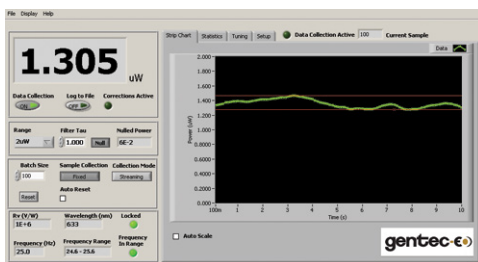 File Display Help
1.305 uW
Data Collection Log to File Corrections Active
ON OFF
Range Filter Tau Nulled Power
2uW 1.000 Null 6E-2
Batch Size Sample Collection Collection Mode
100 Fixed Streaming
Auto Reset
Reset
Rv (V/W) Wavelength (nm) Locked
1E+6 633
Frequency (Hz) Frequency Range Frequency In Range
25.0 24.6 - 25.6
Strip Chart Statistics Tuning Setup Data Collection Active 100 Current Sample
Data
2.000
1.800
1.600
1.400
1.200
1.000
0.8000
0.6000
0.4000
0.2000
0.000
Power (uW)
100n 1 2 3 4 5 6 7 8 9 10
Time (s)
Auto Scale
gentec-EO